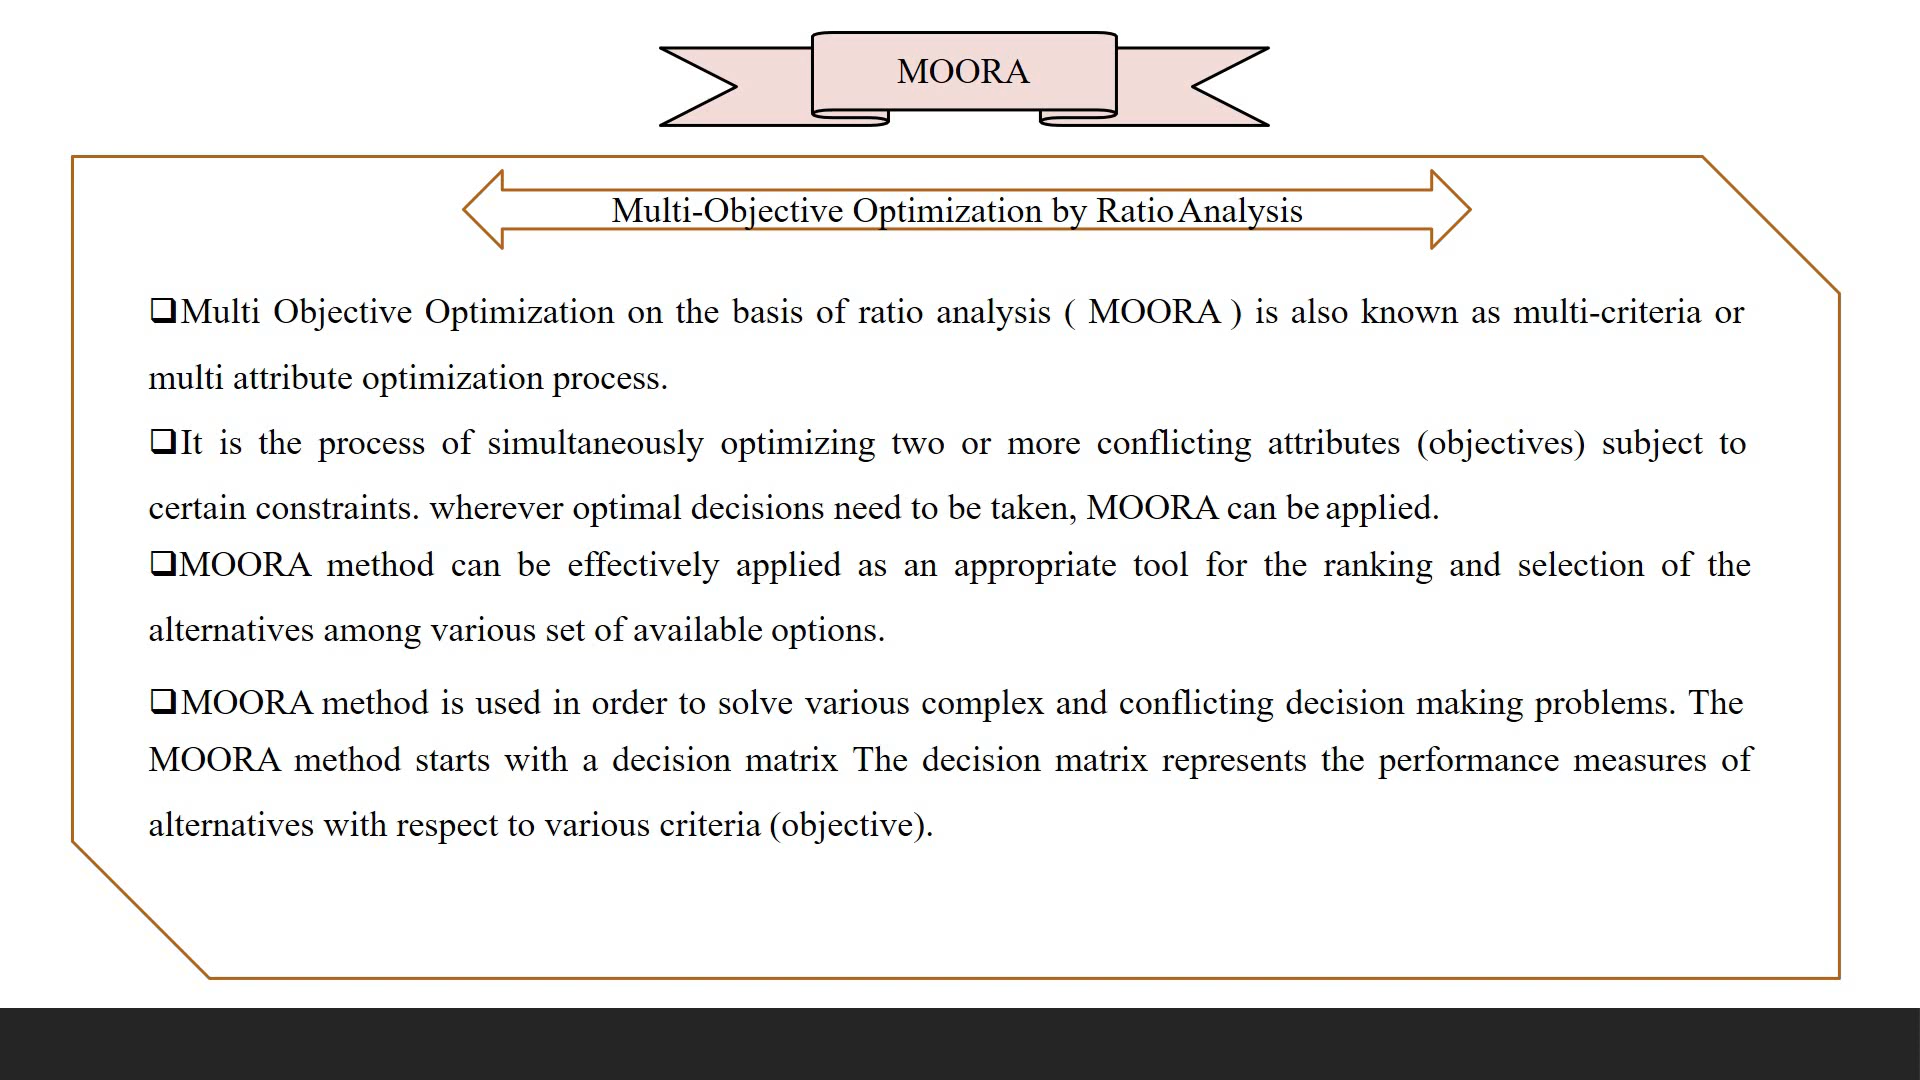 MOORA
Multi-Objective Optimization by Ratio Analysis
❑Multi Objective Optimization on the basis of ratio analysis ( MOORA ) is also known as multi-criteria or
multi attribute optimization process.
❑It is the process of simultaneously optimizing two or more conflicting attributes (objectives) subject to
certain constraints. wherever optimal decisions need to be taken, MOORA can be applied.
❑MOORA method can be effectively applied as an appropriate tool for the ranking and selection of the
alternatives among various set of available options.
❑MOORA method is used in order to solve various complex and conflicting decision making problems. The
MOORA method starts with a decision matrix The decision matrix represents the performance measures of
alternatives with respect to various criteria (objective).